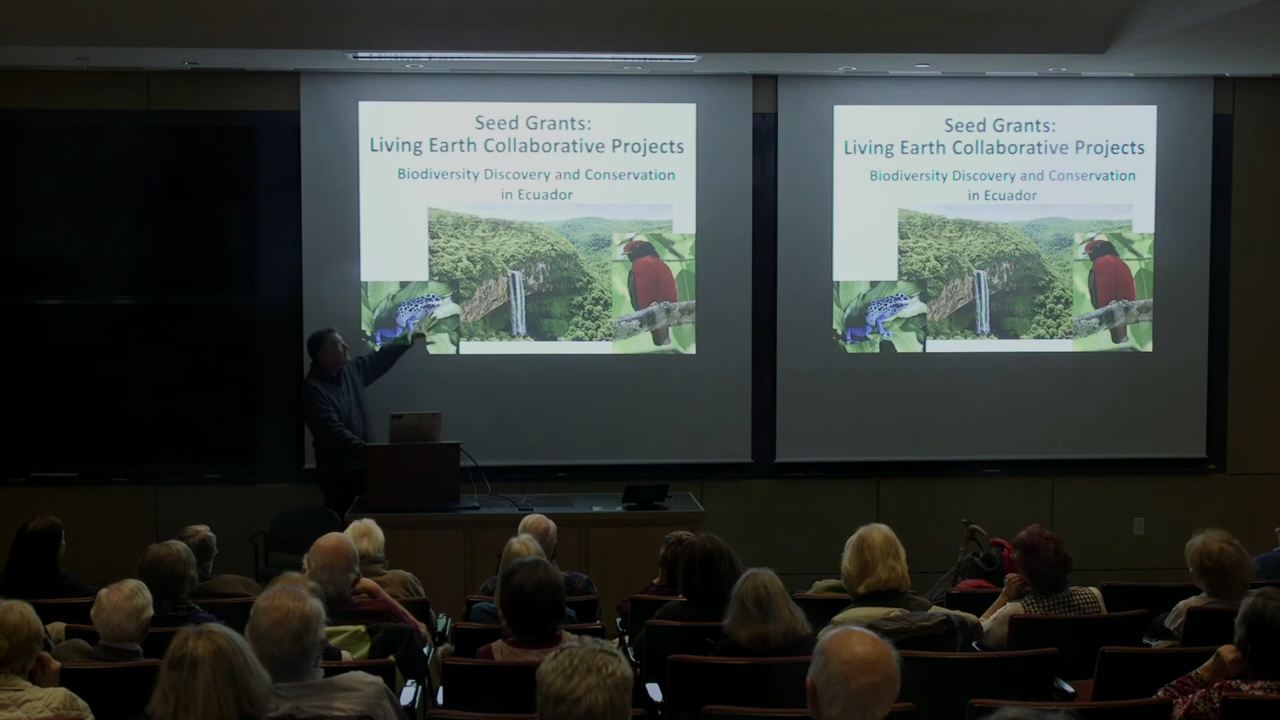 Seed Grants:
Living Earth Collaborative Projects
Biodiversity Discovery and Conservation
in Ecuador
Seed Grants:
Living Earth Collaborative Projects
Biodiversity Discovery and Conservation
in Ecuador